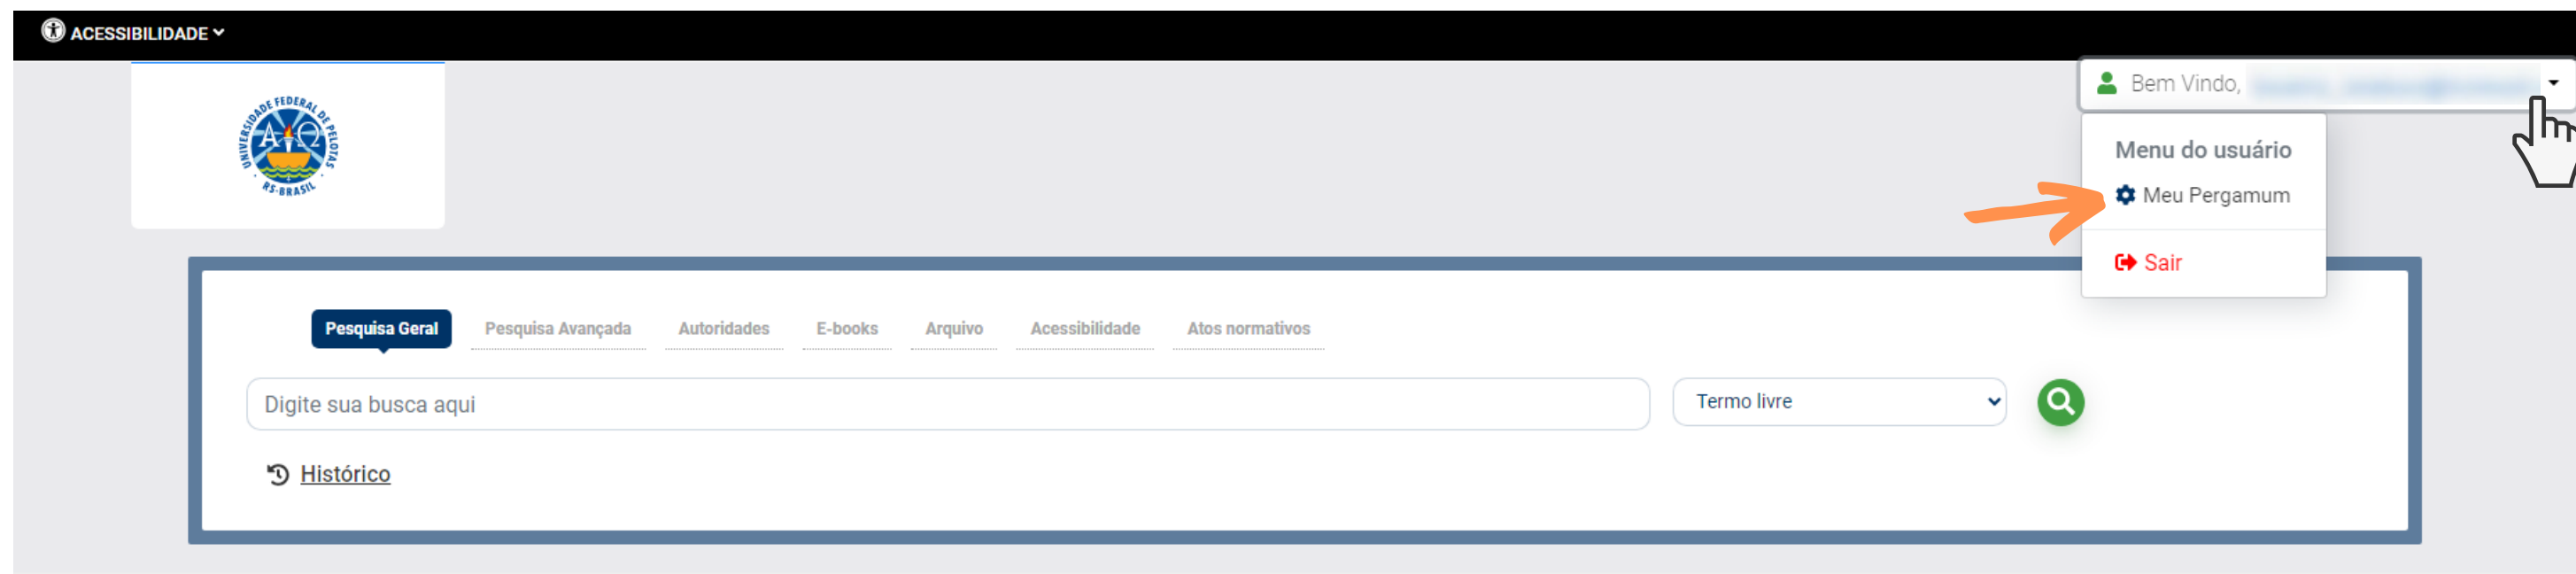 ACESSIBILIDADE
UNIVERSIDADE FEDERAL DE PELOTAS
Α Ω
RS-BRASIL
Bem Vindo,
Menu do usuário
Meu Pergamum
Sair
Pesquisa Geral Pesquisa Avançada Autoridades E-books Arquivo Acessibilidade Atos normativos
Digite sua busca aqui Termo livre
Histórico